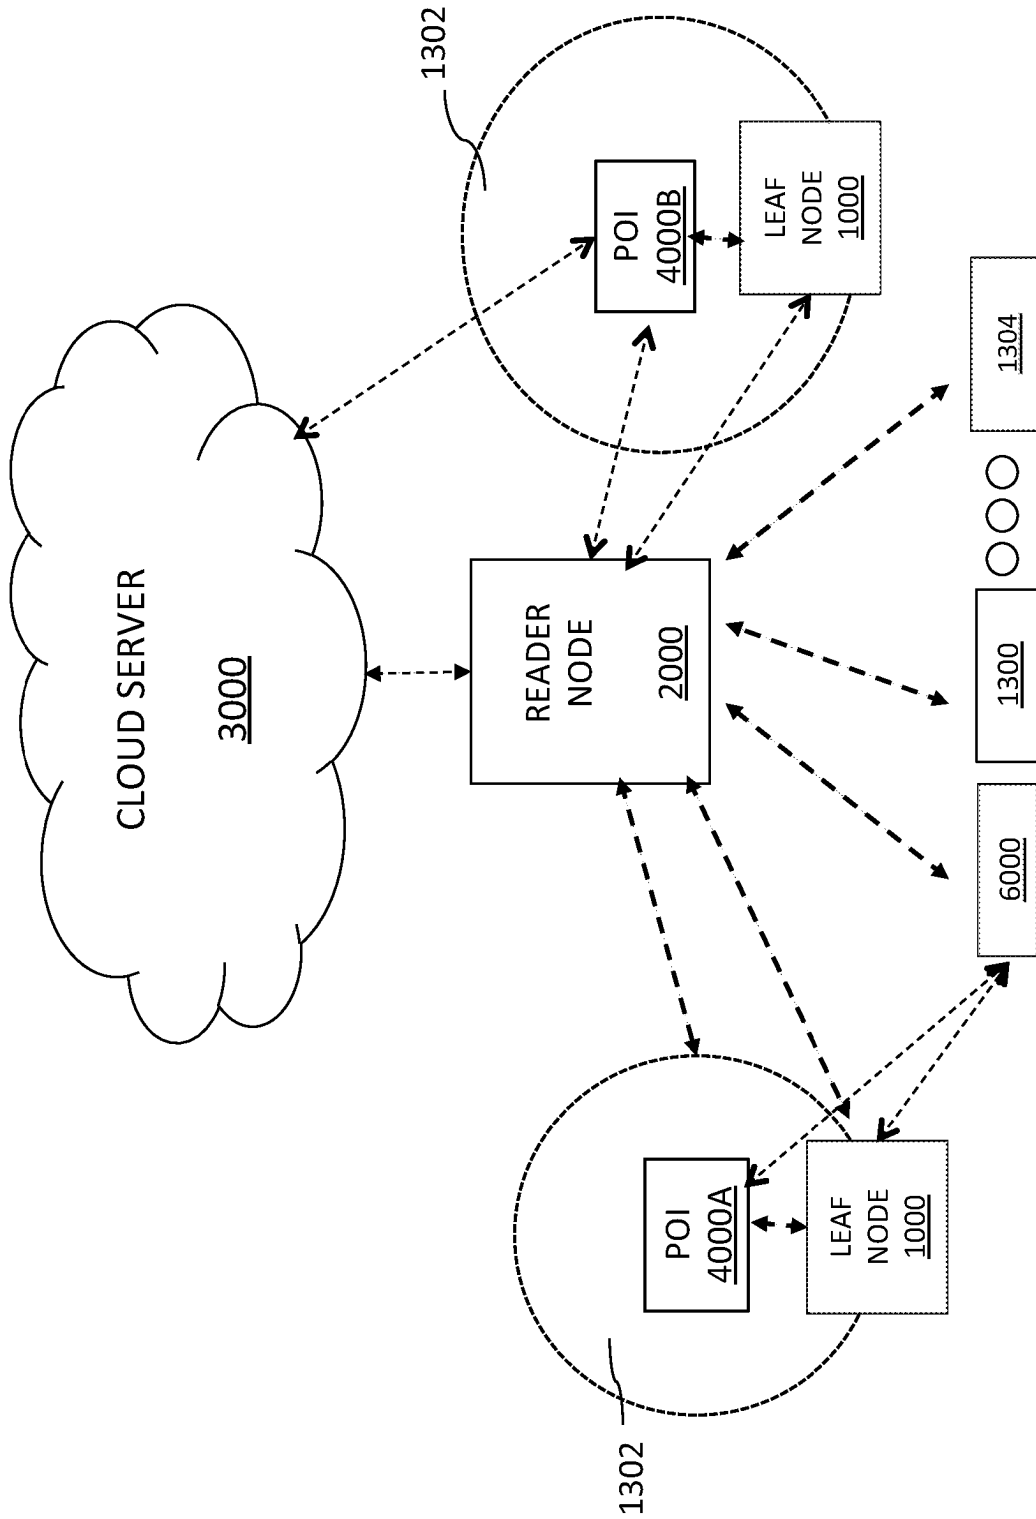 CLOUD SERVER
3000
1302
READER
NODE
2000
POI
4000B
LEAF
NODE
1000
1302
POI
4000A
LEAF
NODE
1000
6000
1300
1304